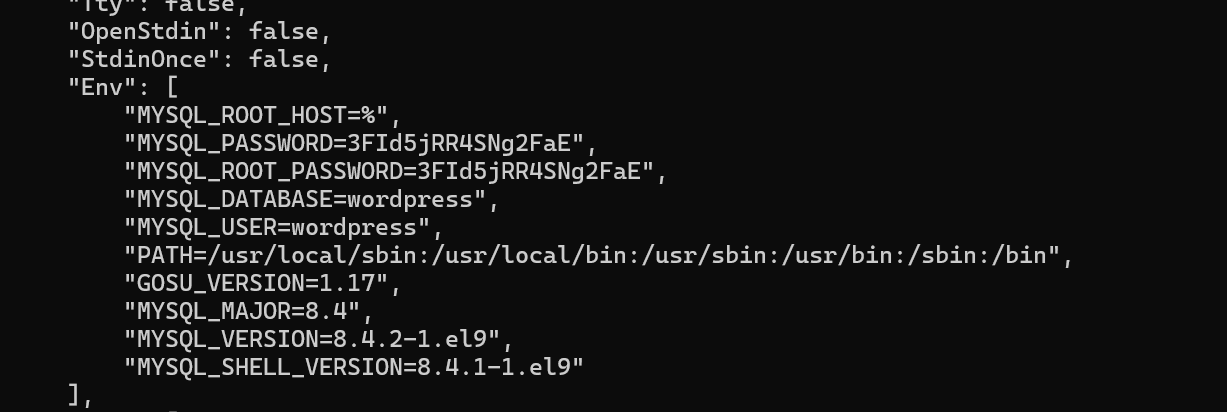 "Tty": false,
"OpenStdin": false,
"StdinOnce": false,
"Env": [
"MYSQL_ROOT_HOST=%",
"MYSQL_PASSWORD=3FId5jRR4SNg2FaE",
"MYSQL_ROOT_PASSWORD=3FId5jRR4SNg2FaE",
"MYSQL_DATABASE=wordpress",
"MYSQL_USER=wordpress",
"PATH=/usr/local/sbin:/usr/local/bin:/usr/sbin:/usr/bin:/sbin:/bin",
"GOSU_VERSION=1.17",
"MYSQL_MAJOR=8.4",
"MYSQL_VERSION=8.4.2-1.el9",
"MYSQL_SHELL_VERSION=8.4.1-1.el9"
],